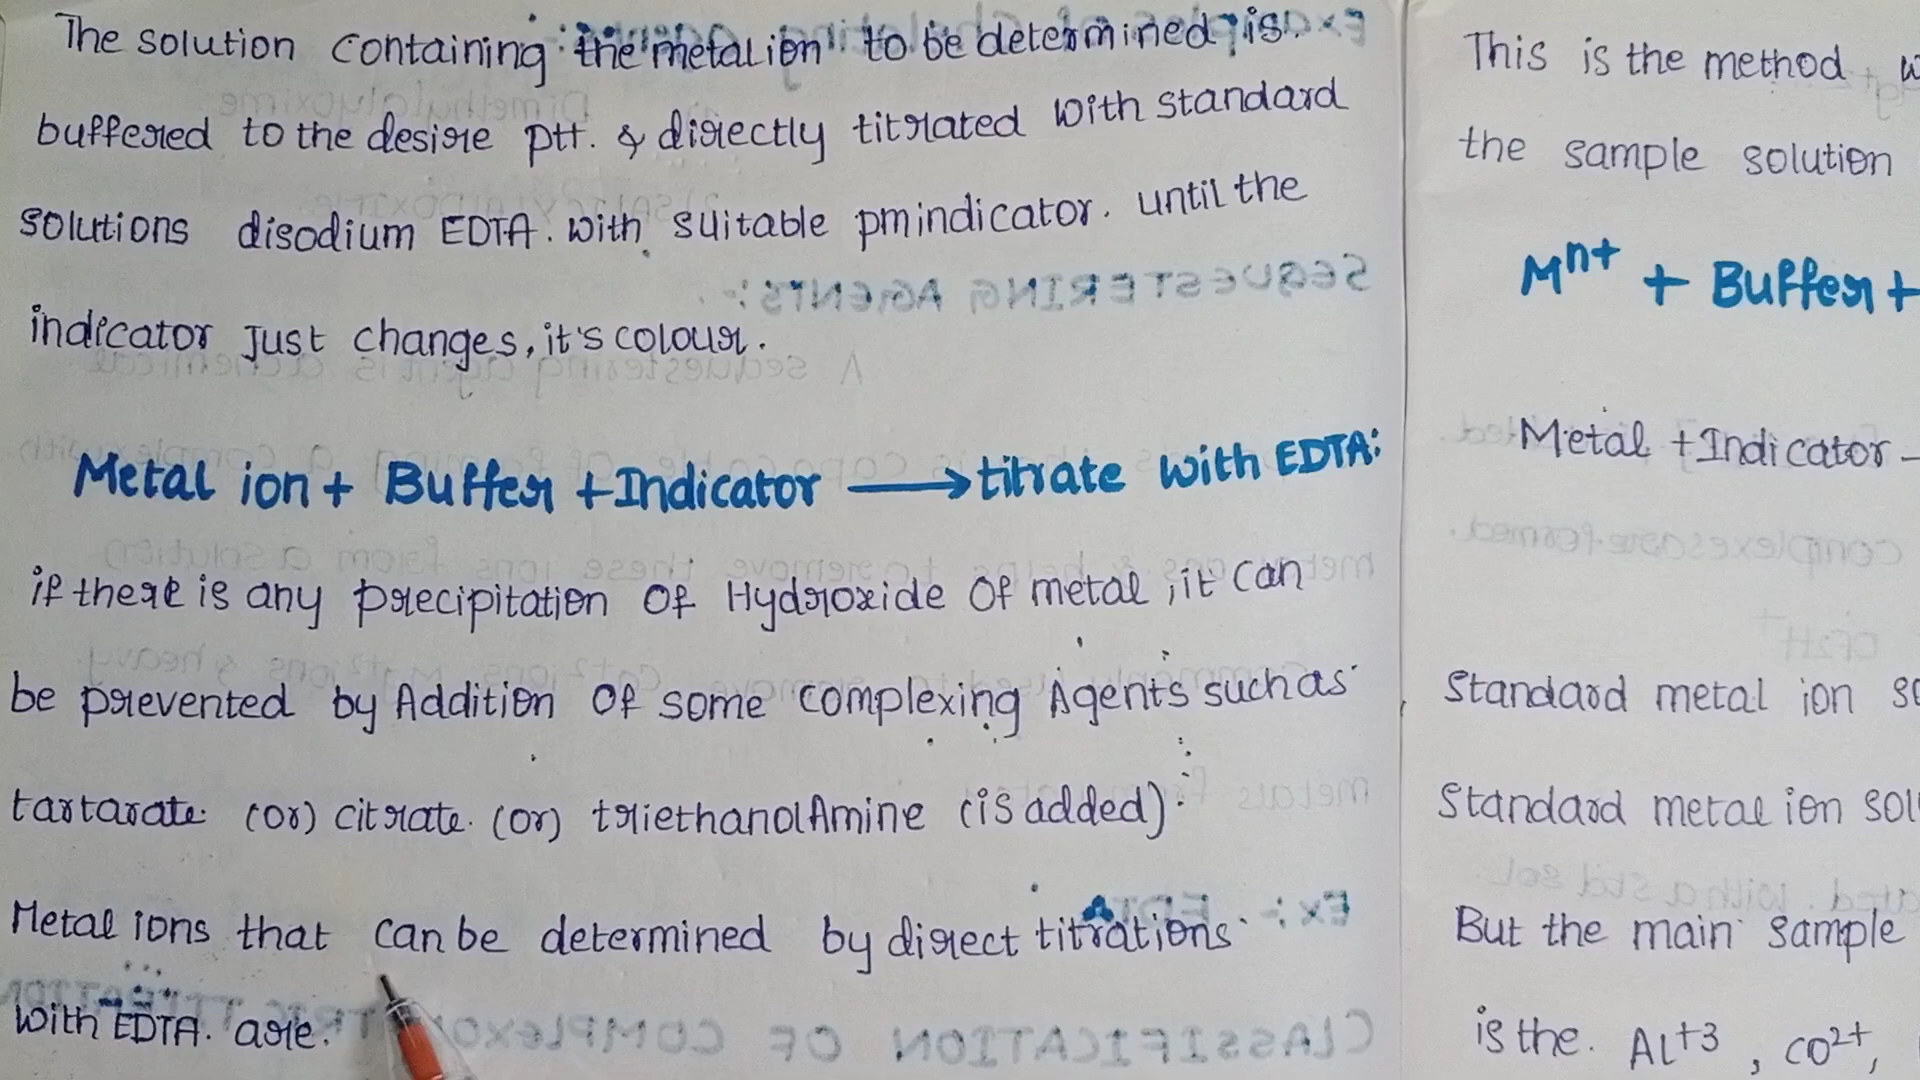 The solution containing the metal ion to be determined is.
buffered to the desire pH. & directly titrated with standard
solutions disodium EDTA. with suitable pmindicator. until the
indicator Just changes, it's colour.
Metal ion + Buffer + Indicator → titrate with EDTA:
if there is any precipitation of Hydroxide of metal, it can
be prevented by Addition of some complexing Agents such as
tartarate. (or) citrate. (or) triethanolAmine (is added).
Metal ions that can be determined by direct titrations
with EDTA. are.
This is the method
the sample solution
Mn+ + Buffer +
Metal + Indicator
Standard metal ion
Standard metal ion
But the main sample
is the. Al+3, CO2+,